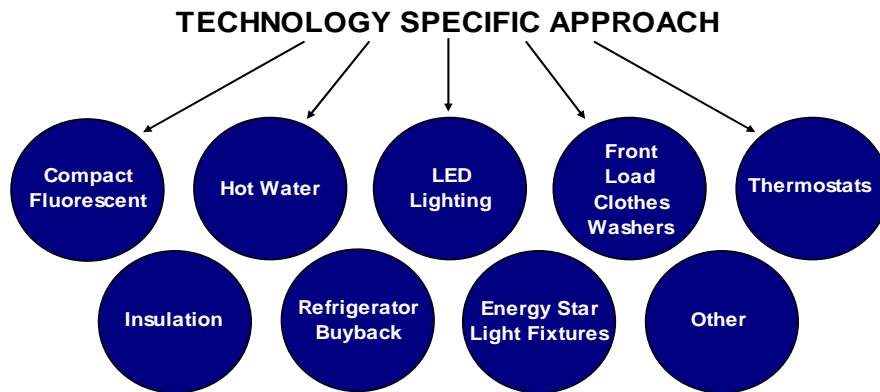 TECHNOLOGY SPECIFIC APPROACH
Compact
Fluorescent
Hot Water
LED
Lighting
Front
Load
Clothes
Washers
Thermostats
Insulation
Refrigerator
Buyback
Energy Star
Light Fixtures
Other